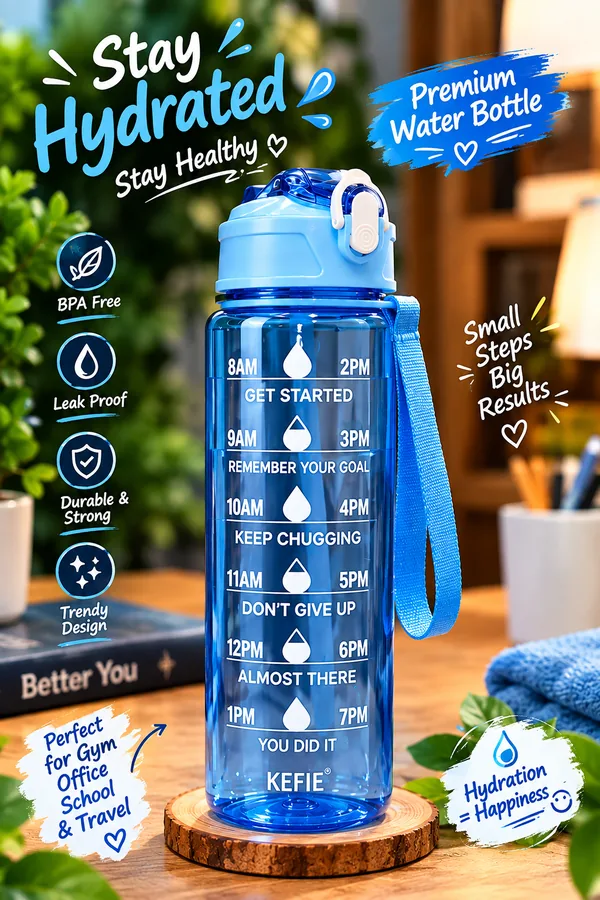 Stay
Hydrated
Stay Healthy
Premium
Water Bottle
BPA Free
Leak Proof
Durable &
Strong
Trendy
Design
Small
Steps
Big
Results
8AM 2PM
GET STARTED
9AM 3PM
REMEMBER YOUR GOAL
10AM 4PM
KEEP CHUGGING
11AM 5PM
DON'T GIVE UP
12PM 6PM
ALMOST THERE
1PM 7PM
YOU DID IT
KEFIE®
Better You
Perfect
for Gym
Office
School
& Travel
Hydration
= Happiness